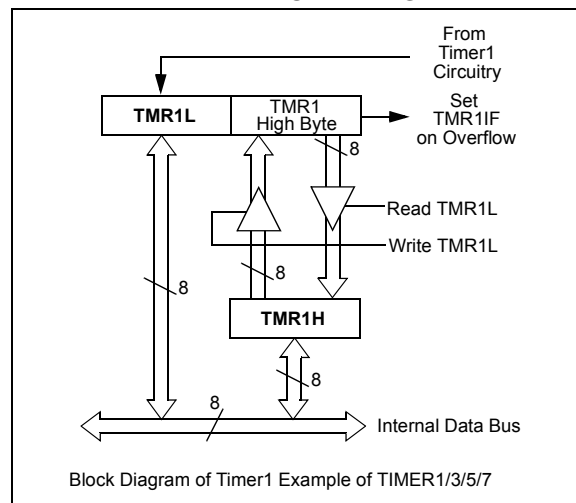 From
Timer1
Circuitry
TMR1L
TMR1
High Byte
Set
TMR1IF
on Overflow
8
Read TMR1L
Write TMR1L
8
8
TMR1H
8
8
Internal Data Bus
Block Diagram of Timer1 Example of TIMER1/3/5/7